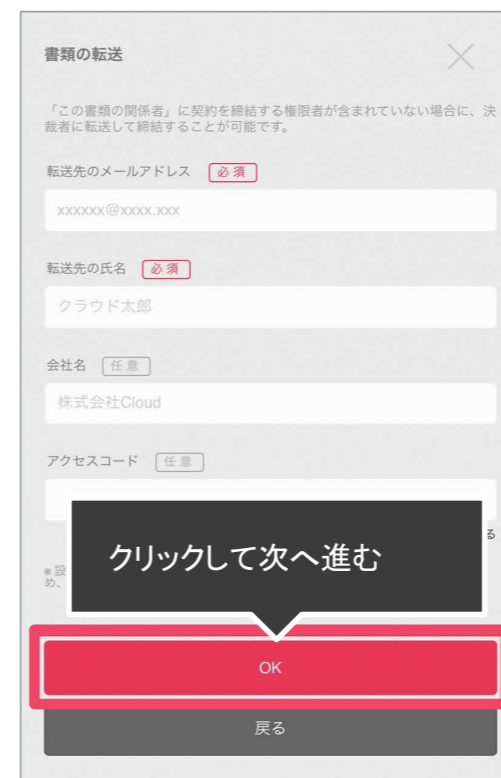 書類の転送
「この書類の関係者」に契約を締結する権限者が含まれていない場合に、決
裁者に転送して締結することが可能です。
転送先のメールアドレス 必須
xxxxxx@xxxx.xxx
転送先の氏名 必須
クラウド太郎
会社名 任意
株式会社Cloud
アクセスコード 任意
る
※設
め、
クリックして次へ進む
OK
戻る